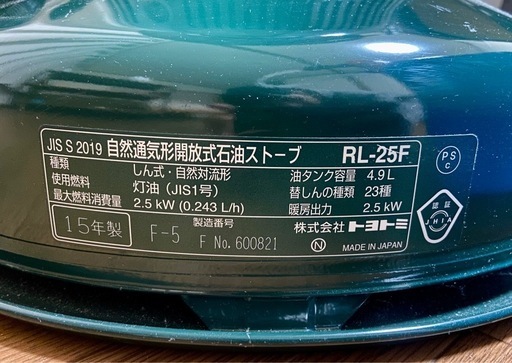 JIS S 2019 自然通気形開放式石油ストーブ RL-25F
種類 しん式・自然対流形 油タンク容量 4.9 L
使用燃料 灯油 (JIS1号) 替しんの種類 23種
最大燃料消費量 2.5 kW (0.243 L/h) 暖房出力 2.5 kW
15年製 F-5 製造番号 F No. 600821 株式会社 トヨトミ
N MADE IN JAPAN
PS
C
認証
JHIA